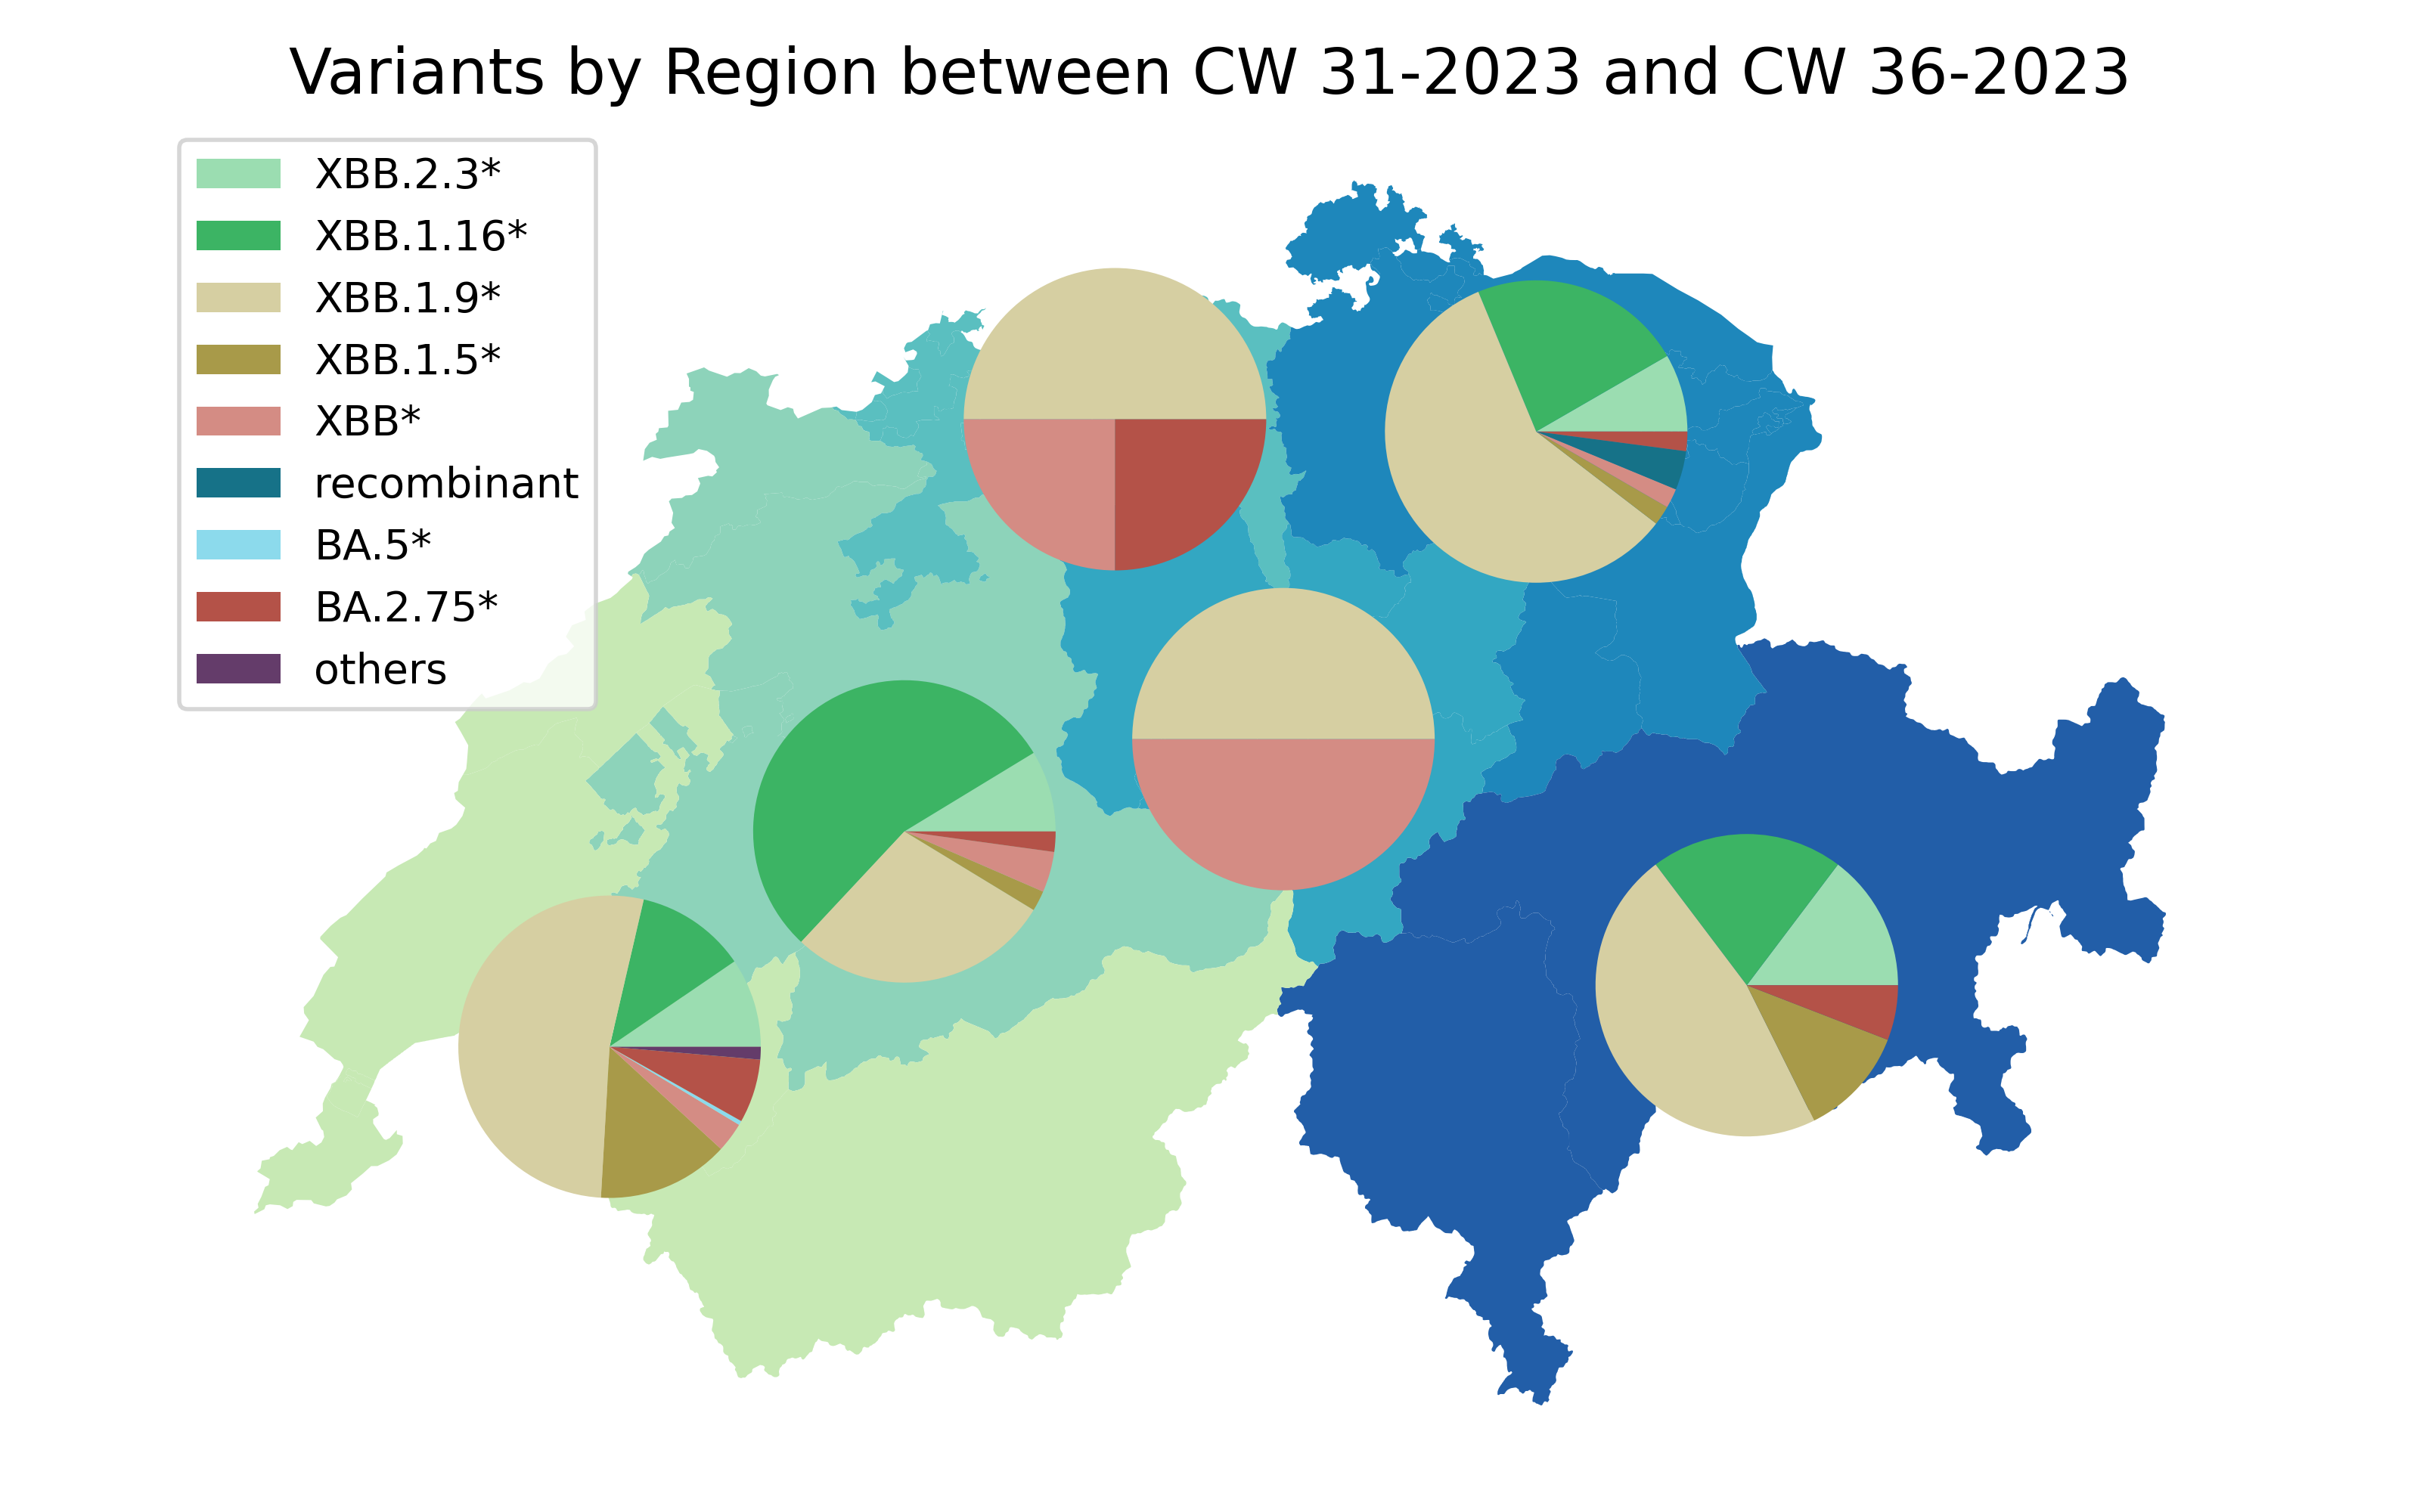 Variants by Region between CW 31-2023 and CW 36-2023
XBB.2.3*
XBB.1.16*
XBB.1.9*
XBB.1.5*
XBB*
recombinant
BA.5*
BA.2.75*
others